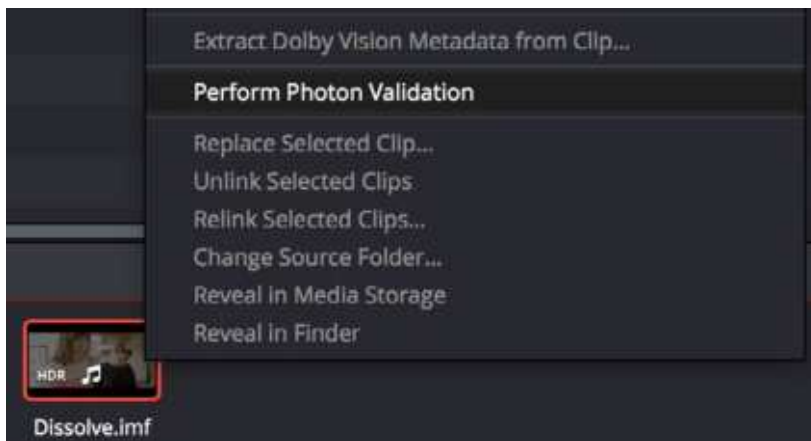 Extract Dolby Vision Metadata from Clip...
Perform Photon Validation
Replace Selected Clip...
Unlink Selected Clips
Relink Selected Clips...
Change Source Folder...
Reveal in Media Storage
Reveal in Finder
HDR
Dissolve.imf